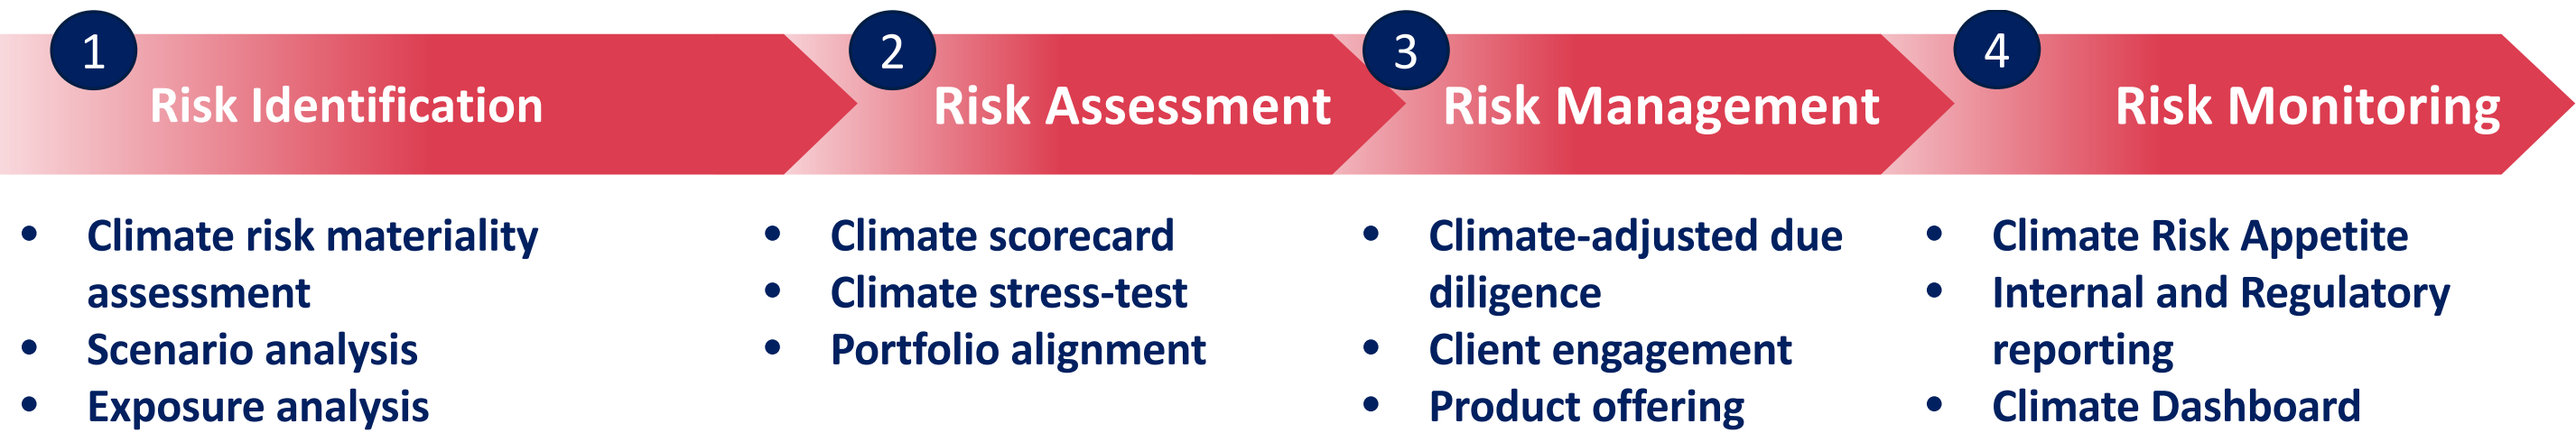 1
Risk Identification
• Climate risk materiality
assessment
• Scenario analysis
• Exposure analysis
2
Risk Assessment
• Climate scorecard
• Climate stress-test
• Portfolio alignment
3
Risk Management
• Climate-adjusted due
diligence
• Client engagement
• Product offering
4
Risk Monitoring
• Climate Risk Appetite
• Internal and Regulatory
reporting
• Climate Dashboard